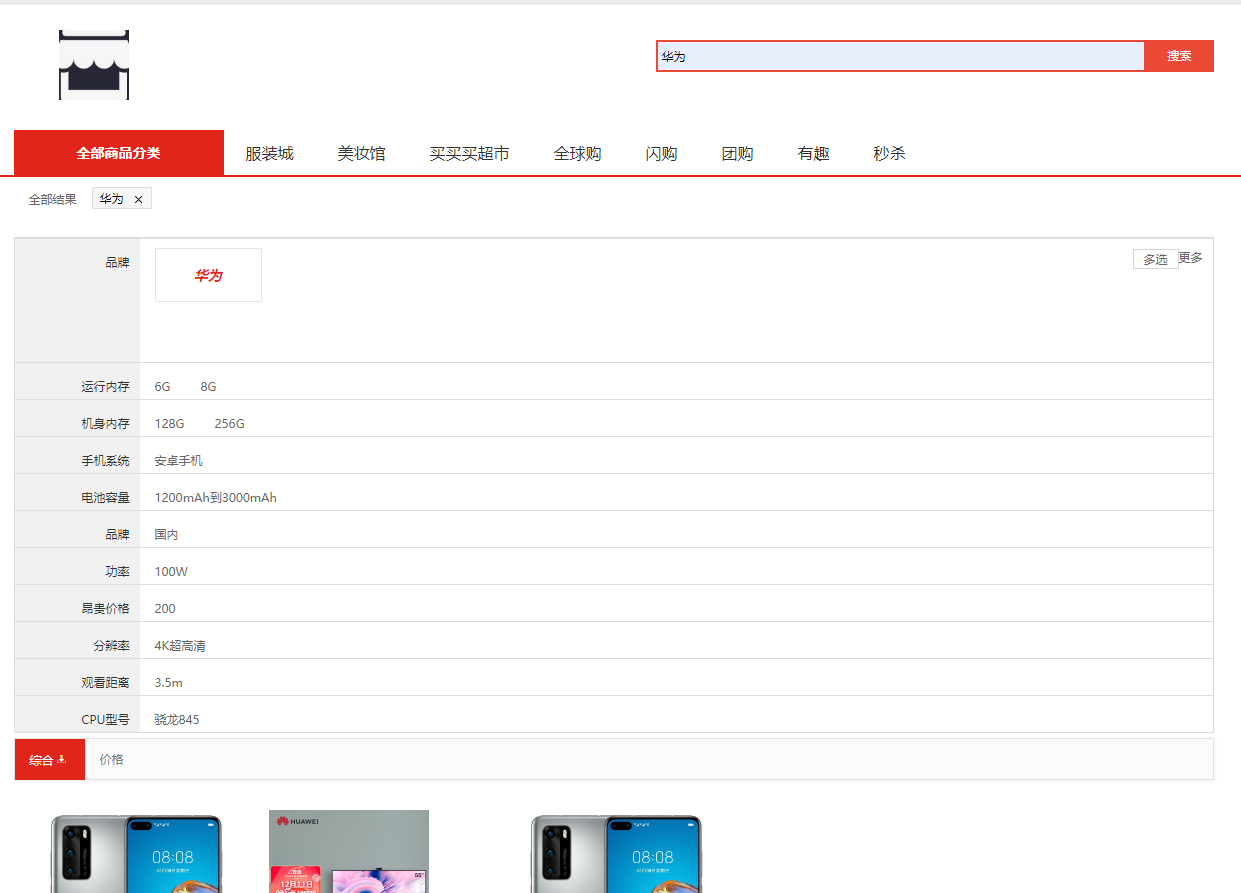 华为 搜索
全部商品分类 服装城 美妆馆 买买买超市 全球购 闪购 团购 有趣 秒杀
全部结果 华为 ×
品牌 华为 多选 更多
运行内存 6G 8G
机身内存 128G 256G
手机系统 安卓手机
电池容量 1200mAh到3000mAh
品牌 国内
功率 100W
昂贵价格 200
分辨率 4K超高清
观看距离 3.5m
CPU型号 骁龙845
综合 价格
08:08
HUAWEI
12月11日
55"
08:08